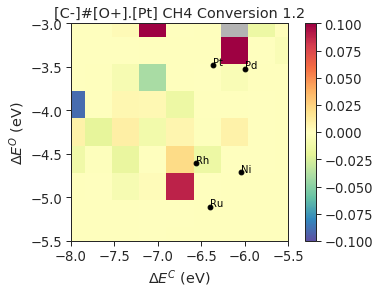 [C-]#[O+].[Pt] CH4 Conversion 1.2
−3.0
−3.5
−4.0
−4.5
−5.0
−5.5
ΔE^O (eV)
Pt
Pd
Rh
Ni
Ru
−8.0 −7.5 −7.0 −6.5 −6.0 −5.5
ΔE^C (eV)
0.100
0.075
0.050
0.025
0.000
−0.025
−0.050
−0.075
−0.100